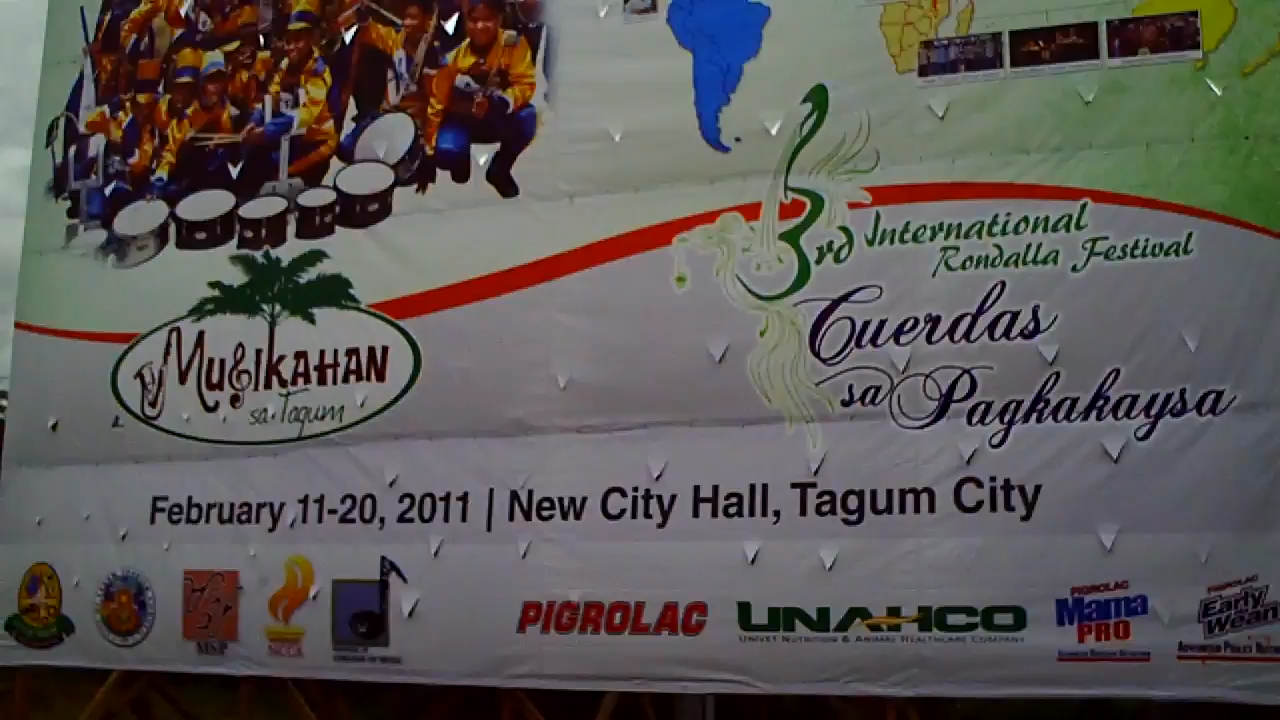 Musikahan
sa Tagum
3rd International
Rondalla Festival
Cuerdas
sa Pagkakaysa
February 11-20, 2011 | New City Hall, Tagum City
MSP
NCCA
PIGROLAC
UNAHCO
UNIVET NUTRITION & ANIMAL HEALTHCARE COMPANY
PIGROLAC
Mama
PRO
PIGROLAC
Early
Wean